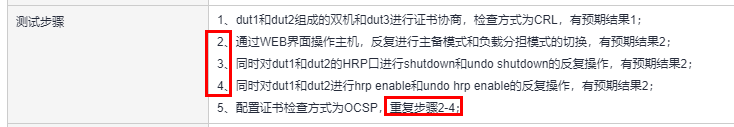 测试步骤
1、dut1和dut2组成的双机和dut3进行证书协商，检查方式为CRL，有预期结果1；
2、通过WEB界面操作主机，反复进行主备模式和负载分担模式的切换，有预期结果2；
3、同时对dut1和dut2的HRP口进行shutdown和undo shutdown的反复操作，有预期结果2；
4、同时对dut1和dut2进行hrp enable和undo hrp enable的反复操作，有预期结果2；
5、配置证书检查方式为OCSP，重复步骤2-4；